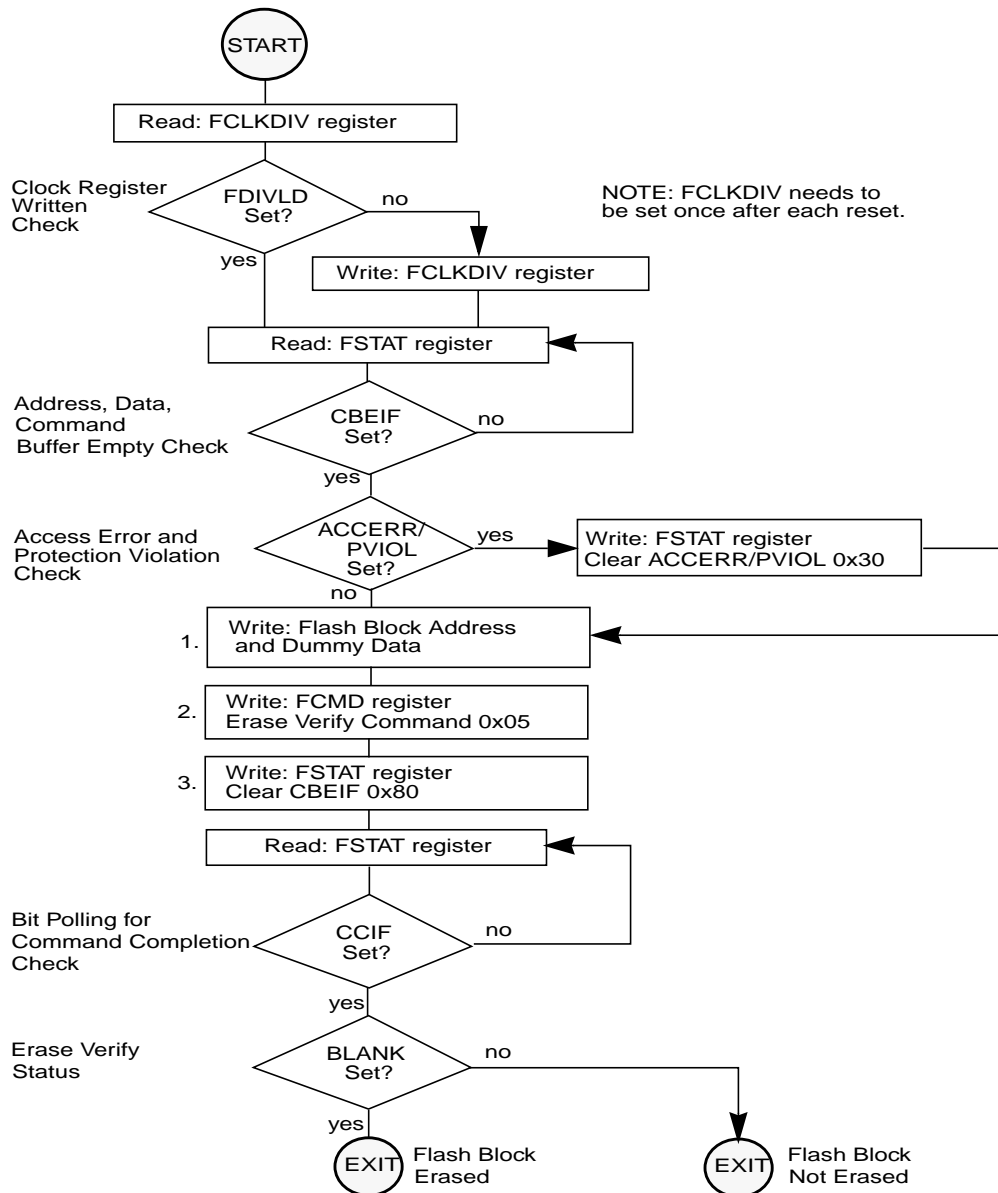 START
Read: FCLKDIV register
Clock Register
Written
Check
FDIVLD
Set?
no
yes
NOTE: FCLKDIV needs to
be set once after each reset.
Write: FCLKDIV register
Read: FSTAT register
Address, Data,
Command
Buffer Empty Check
CBEIF
Set?
no
yes
Access Error and
Protection Violation
Check
ACCERR/
PVIOL
Set?
yes
no
Write: FSTAT register
Clear ACCERR/PVIOL 0x30
1.
Write: Flash Block Address
and Dummy Data
2.
Write: FCMD register
Erase Verify Command 0x05
3.
Write: FSTAT register
Clear CBEIF 0x80
Read: FSTAT register
Bit Polling for
Command Completion
Check
CCIF
Set?
no
yes
Erase Verify
Status
BLANK
Set?
no
yes
EXIT
Flash Block
Erased
EXIT
Flash Block
Not Erased